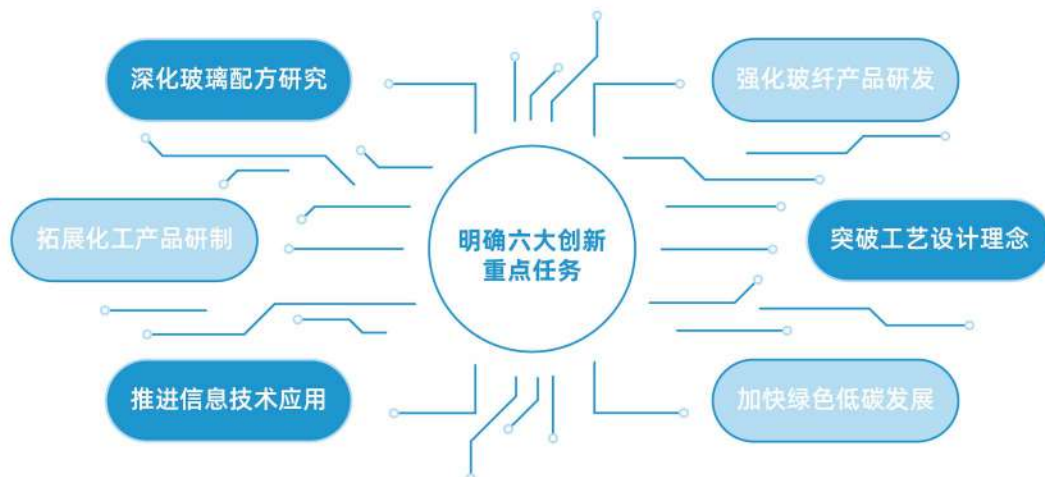 深化玻璃配方研究
强化玻纤产品研发
拓展化工产品研制
明确六大创新
重点任务
突破工艺设计理念
推进信息技术应用
加快绿色低碳发展